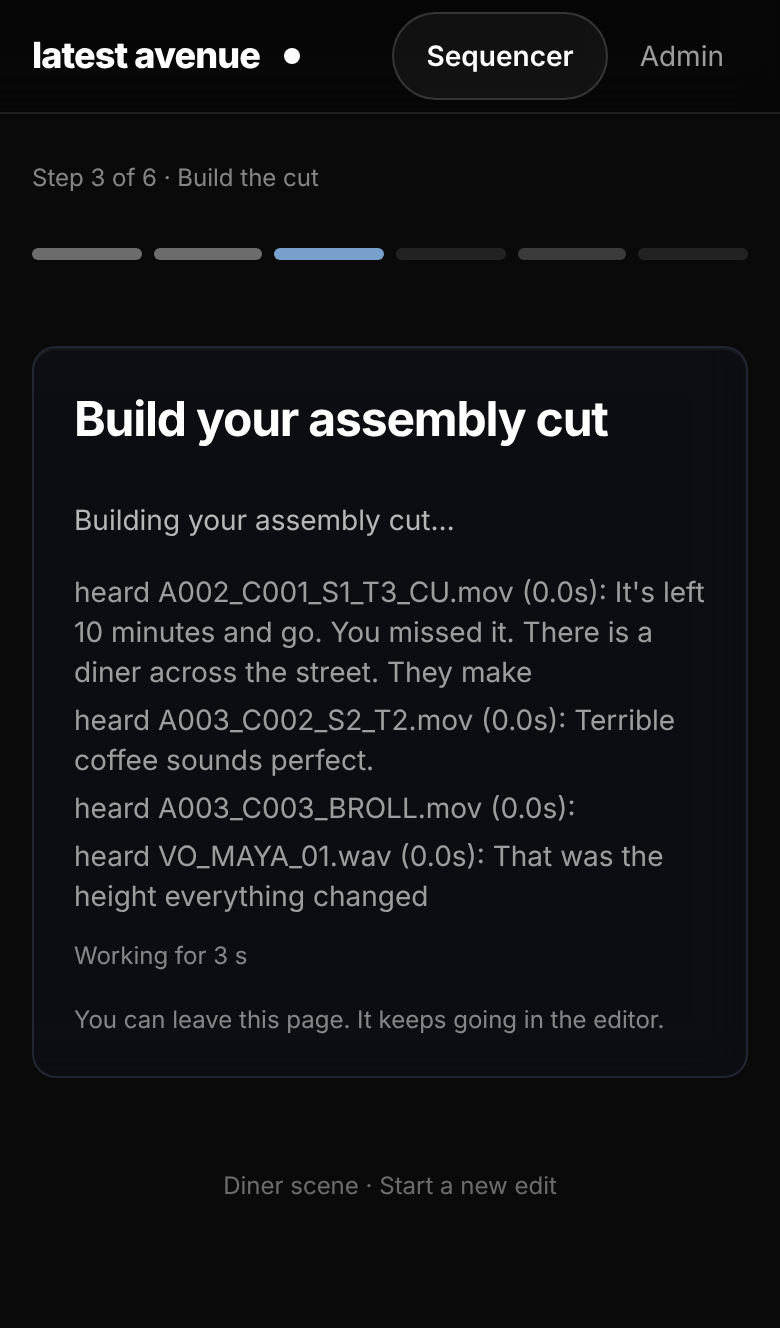 latest avenue
Sequencer
Admin
Step 3 of 6 · Build the cut
Build your assembly cut
Building your assembly cut...
heard A002_C001_S1_T3_CU.mov (0.0s): It's left
10 minutes and go. You missed it. There is a
diner across the street. They make
heard A003_C002_S2_T2.mov (0.0s): Terrible
coffee sounds perfect.
heard A003_C003_BROLL.mov (0.0s):
heard VO_MAYA_01.wav (0.0s): That was the
height everything changed
Working for 3 s
You can leave this page. It keeps going in the editor.
Diner scene · Start a new edit